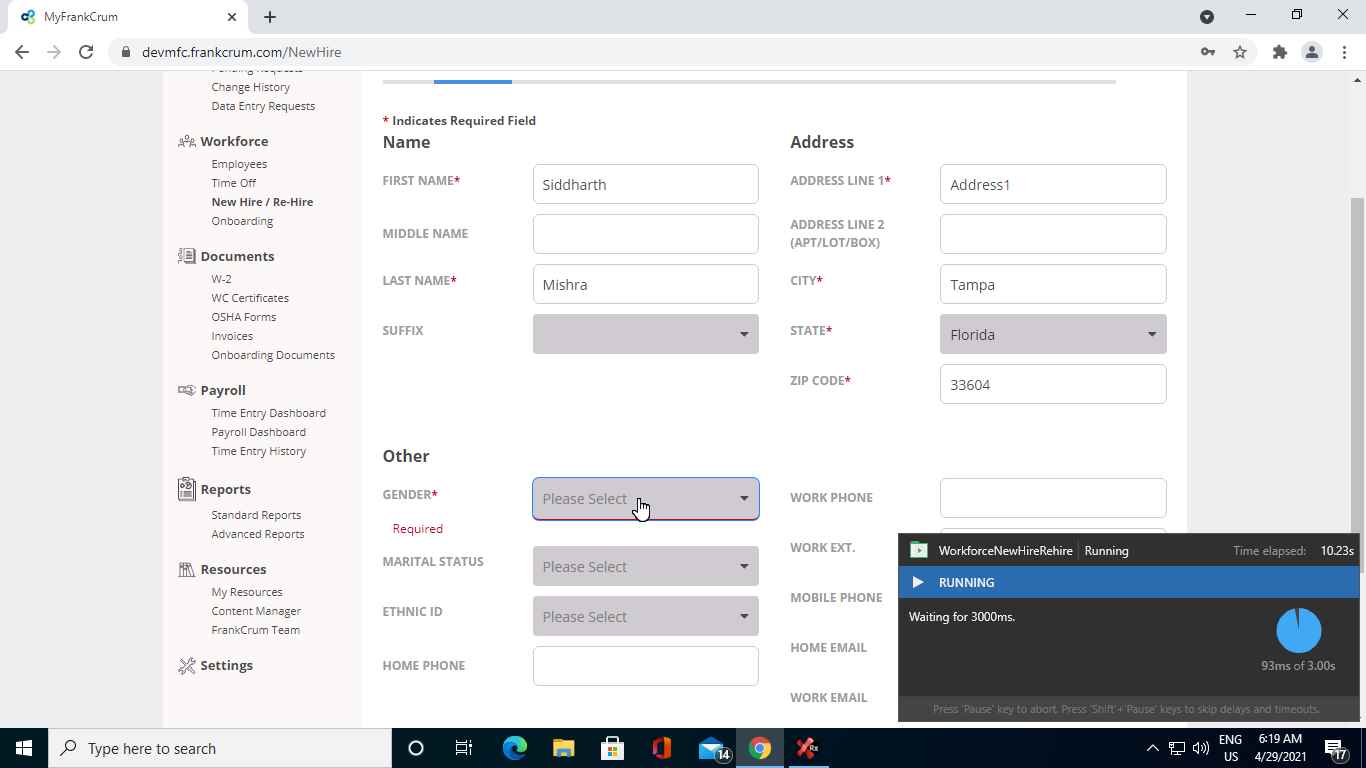 MyFrankCrum
devmfc.frankcrum.com/NewHire
Pending Requests
Change History
Data Entry Requests
Workforce
Employees
Time Off
New Hire / Re-Hire
Onboarding
Documents
W-2
WC Certificates
OSHA Forms
Invoices
Onboarding Documents
Payroll
Time Entry Dashboard
Payroll Dashboard
Time Entry History
Reports
Standard Reports
Advanced Reports
Resources
My Resources
Content Manager
FrankCrum Team
Settings
* Indicates Required Field
Name
FIRST NAME*
Siddharth
MIDDLE NAME
LAST NAME*
Mishra
SUFFIX
Address
ADDRESS LINE 1*
Address1
ADDRESS LINE 2
(APT/LOT/BOX)
CITY*
Tampa
STATE*
Florida
ZIP CODE*
33604
Other
GENDER*
Please Select
Required
MARITAL STATUS
Please Select
ETHNIC ID
Please Select
HOME PHONE
WORK PHONE
WORK EXT.
MOBILE PHONE
HOME EMAIL
WORK EMAIL
WorkforceNewHireRehire Running Time elapsed: 10.23s
RUNNING
Waiting for 3000ms.
93ms of 3.00s
Press 'Pause' key to abort. Press 'Shift'+'Pause' keys to skip delays and timeouts.
Type here to search
14
Rx
ENG
US
6:19 AM
4/29/2021
17